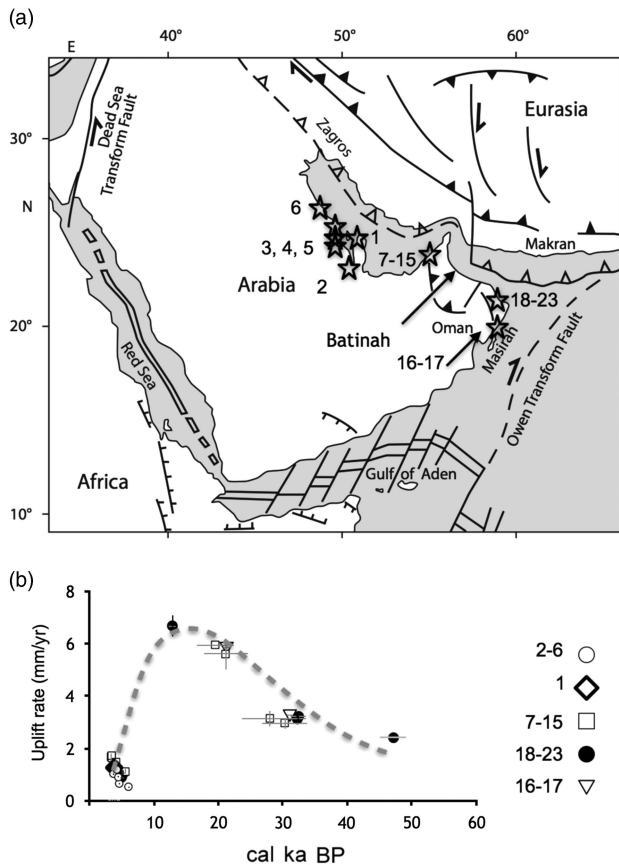 (a)
E
40°
50°
60°
Dead Sea
Transform Fault
Eurasia
30°
Zagros
N
6
1
Makran
3, 4, 5
7-15
Arabia
2
18-23
Batinah
Oman
20°
16-17
Masirah
Red Sea
Owen Transform Fault
Gulf of Aden
Africa
10°
(b)
8
6
4
2
0
Uplift rate (mm/yr)
10
20
30
40
50
60
cal ka BP
2-6
1
7-15
18-23
16-17